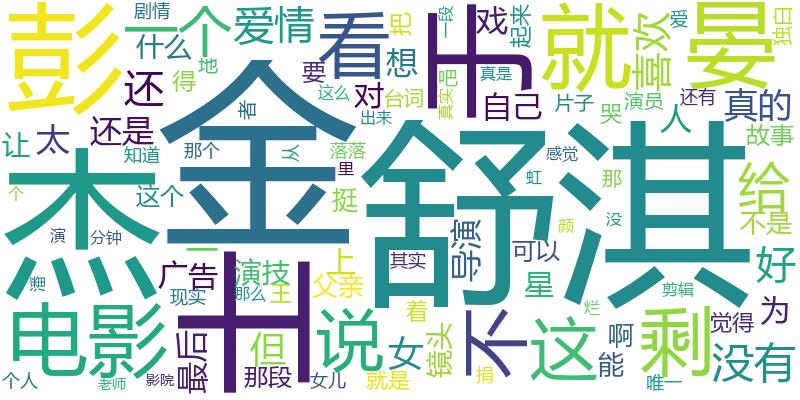 彭
一个
剧情
什么
爱情
看
把
一段
戏
起来
就
喜欢
爱
晏
独白
还
得
地
要
想
对
台词
自己
片子
演员
还有
真的
让
太
还是
者
金
这么
出来
真是
真实
哭
人
故事
知道
那个
从
落落
里
感觉
那
给
杰
这个
挺
舒淇
虹
没
不是
个
演
分钟
一
上
其实
导演
可以
颜
好
广告
演技
父亲
星
现实
那么
土
着
剪辑
为
电影
最后
但
说
女
镜头
不
这
烂
啊
剩
觉得
能
没有
个人
老师
影院
那段
女儿
就是
捐
唯一